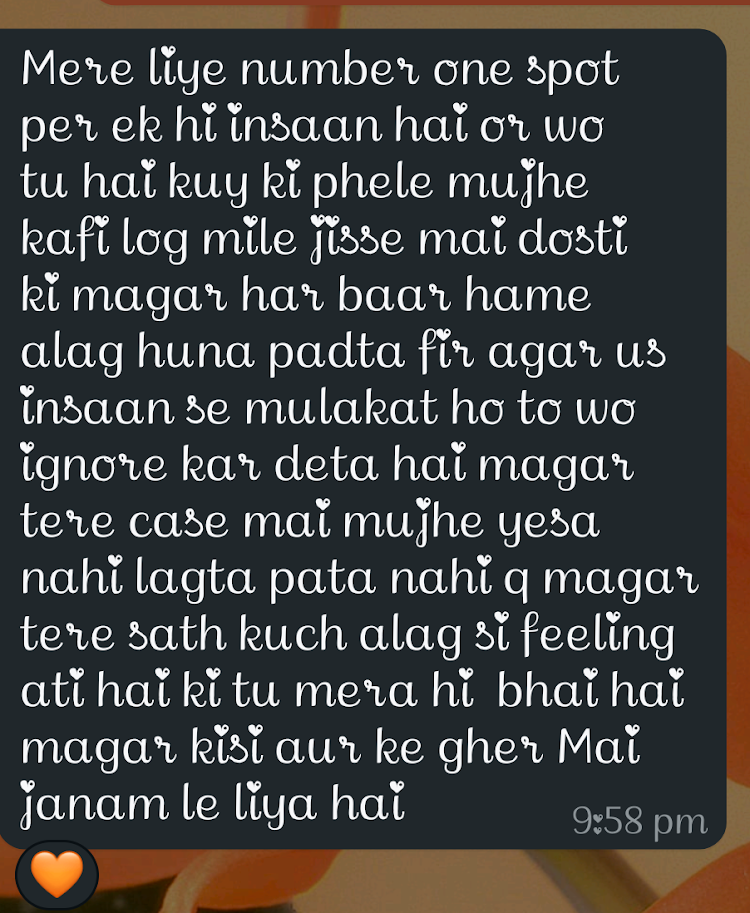 Mere liye number one spot
per ek hi insaan hai or wo
tu hai kuy ki phele mujhe
kafi log mile jisse mai dosti
ki magar har baar hame
alag huna padta fir agar us
insaan se mulakat ho to wo
ignore kar deta hai magar
tere case mai mujhe yesa
nahi lagta pata nahi q magar
tere sath kuch alag si feeling
ati hai ki tu mera hi  bhai hai
magar kisi aur ke gher Mai
janam le liya hai
9:58 pm